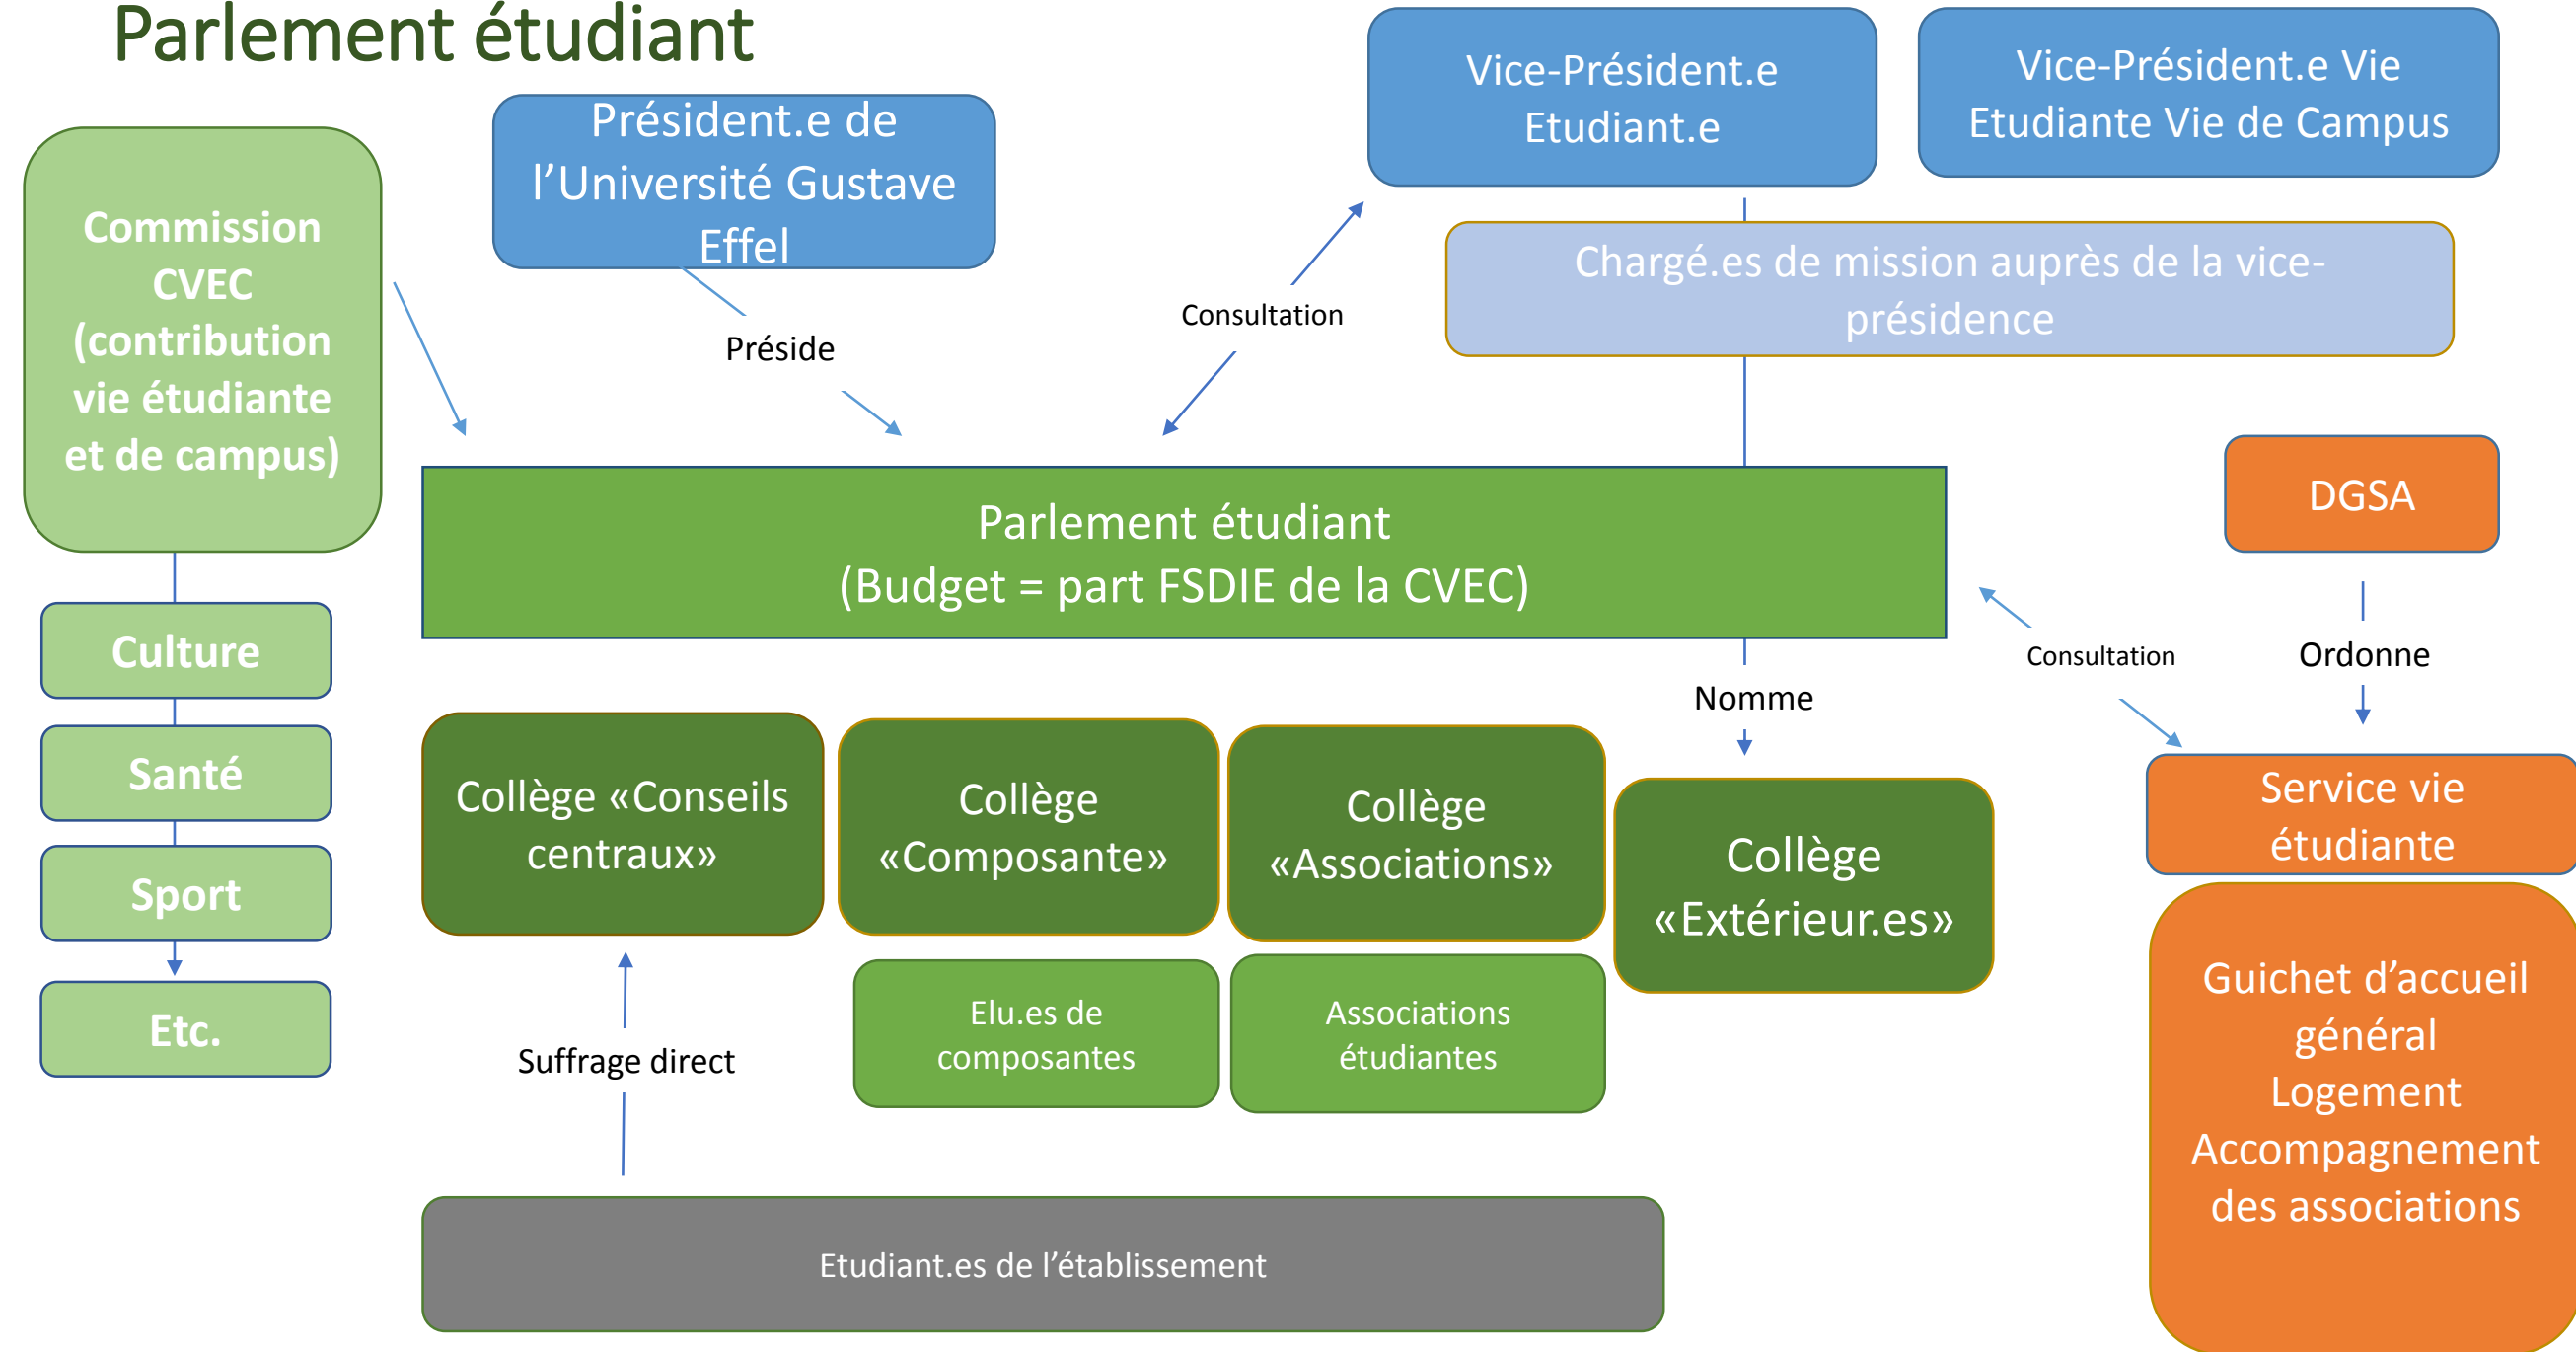 Parlement étudiant
Président.e de
l’Université Gustave
Effel
Vice-Président.e
Etudiant.e
Vice-Président.e Vie
Etudiante Vie de Campus
Commission
CVEC
(contribution
vie étudiante
et de campus)
Chargé.es de mission auprès de la vice-
présidence
Consultation
Préside
Parlement étudiant
(Budget = part FSDIE de la CVEC)
DGSA
Culture
Santé
Sport
Etc.
Consultation
Ordonne
Nomme
Collège «Conseils
centraux»
Collège
«Composante»
Collège
«Associations»
Collège
«Extérieur.es»
Service vie
étudiante
Elu.es de
composantes
Associations
étudiantes
Suffrage direct
Guichet d’accueil
général
Logement
Accompagnement
des associations
Etudiant.es de l’établissement